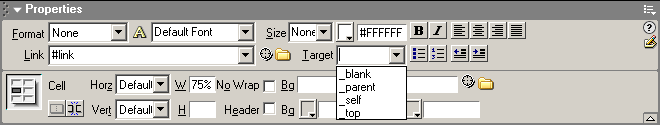 Properties
Format None Default Font Size None #FFFFFF B I
Link #link Target
_blank
_parent
_self
_top
Cell Horz Default W 75% No Wrap Bg
Vert Default H Header Bg